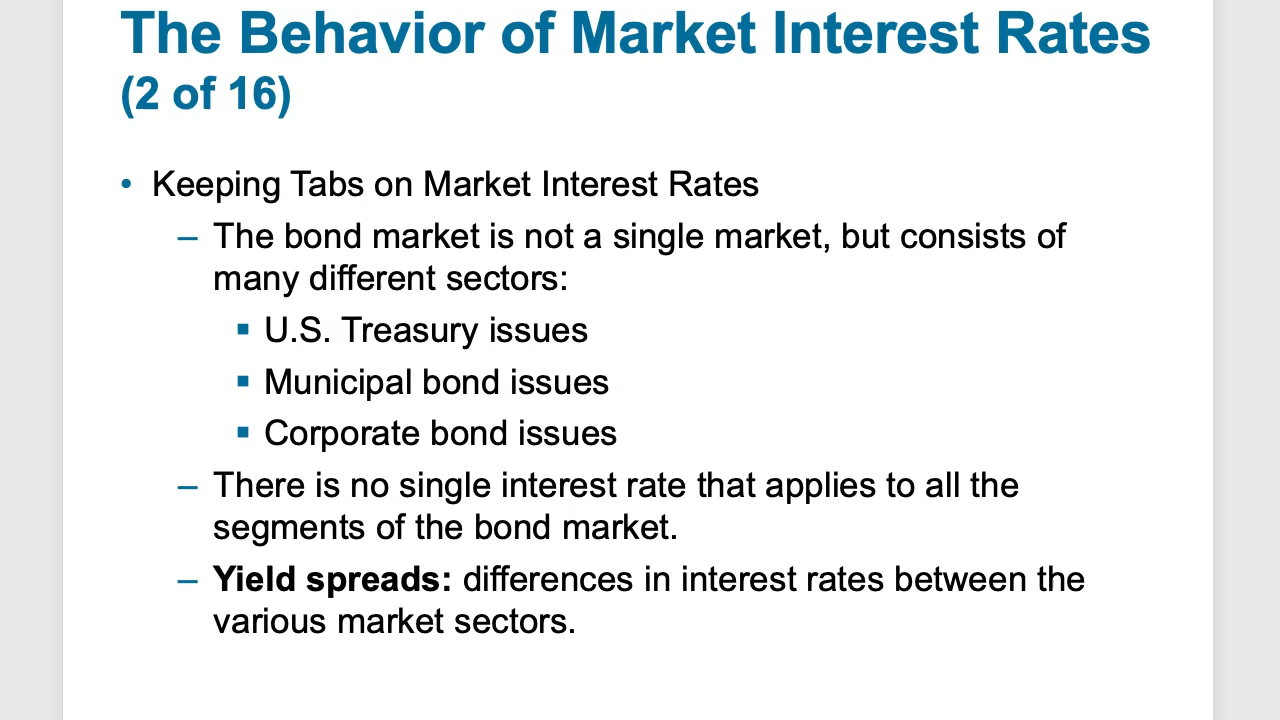 The Behavior of Market Interest Rates
(2 of 16)
• Keeping Tabs on Market Interest Rates
– The bond market is not a single market, but consists of
many different sectors:
▪ U.S. Treasury issues
▪ Municipal bond issues
▪ Corporate bond issues
– There is no single interest rate that applies to all the
segments of the bond market.
– Yield spreads: differences in interest rates between the
various market sectors.